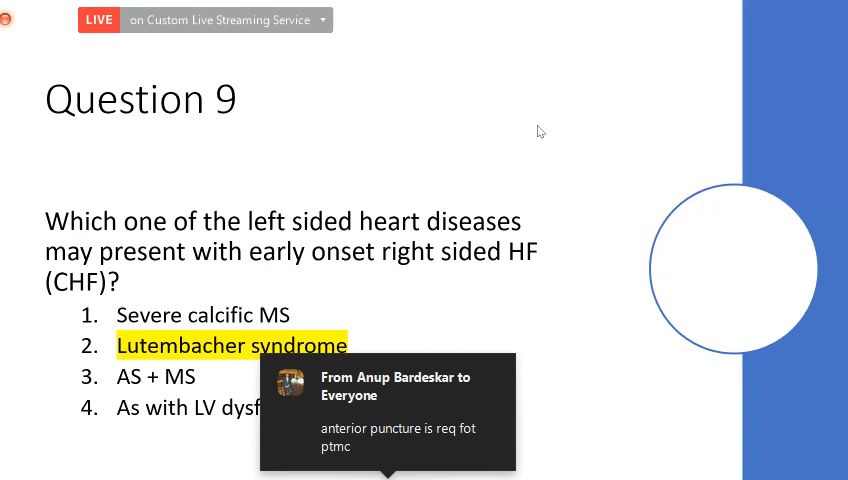 LIVE on Custom Live Streaming Service
Question 9
Which one of the left sided heart diseases
may present with early onset right sided HF
(CHF)?
1. Severe calcific MS
2. Lutembacher syndrome
3. AS + MS
4. As with LV dysf
From Anup Bardeskar to
Everyone
anterior puncture is req fot
ptmc